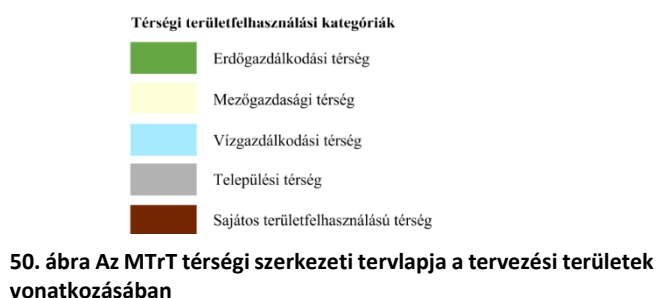 Térségi területfelhasználási kategóriák
Erdőgazdálkodási térség
Mezőgazdasági térség
Vízgazdálkodási térség
Települési térség
Sajátos területfelhasználású térség
50. ábra Az MTrT térségi szerkezeti tervlapja a tervezési területek
vonatkozásában